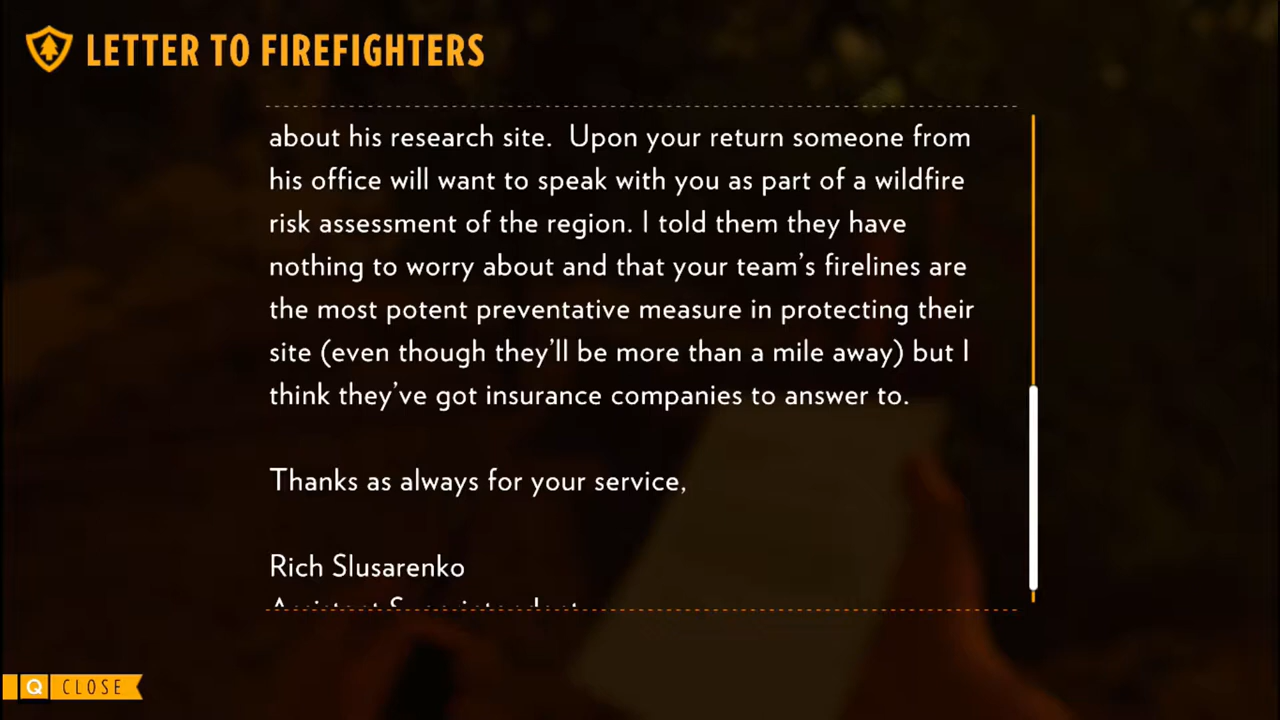 LETTER TO FIREFIGHTERS
about his research site.  Upon your return someone from
his office will want to speak with you as part of a wildfire
risk assessment of the region. I told them they have
nothing to worry about and that your team’s firelines are
the most potent preventative measure in protecting their
site (even though they’ll be more than a mile away) but I
think they’ve got insurance companies to answer to.
Thanks as always for your service,
Rich Slusarenko
Q CLOSE